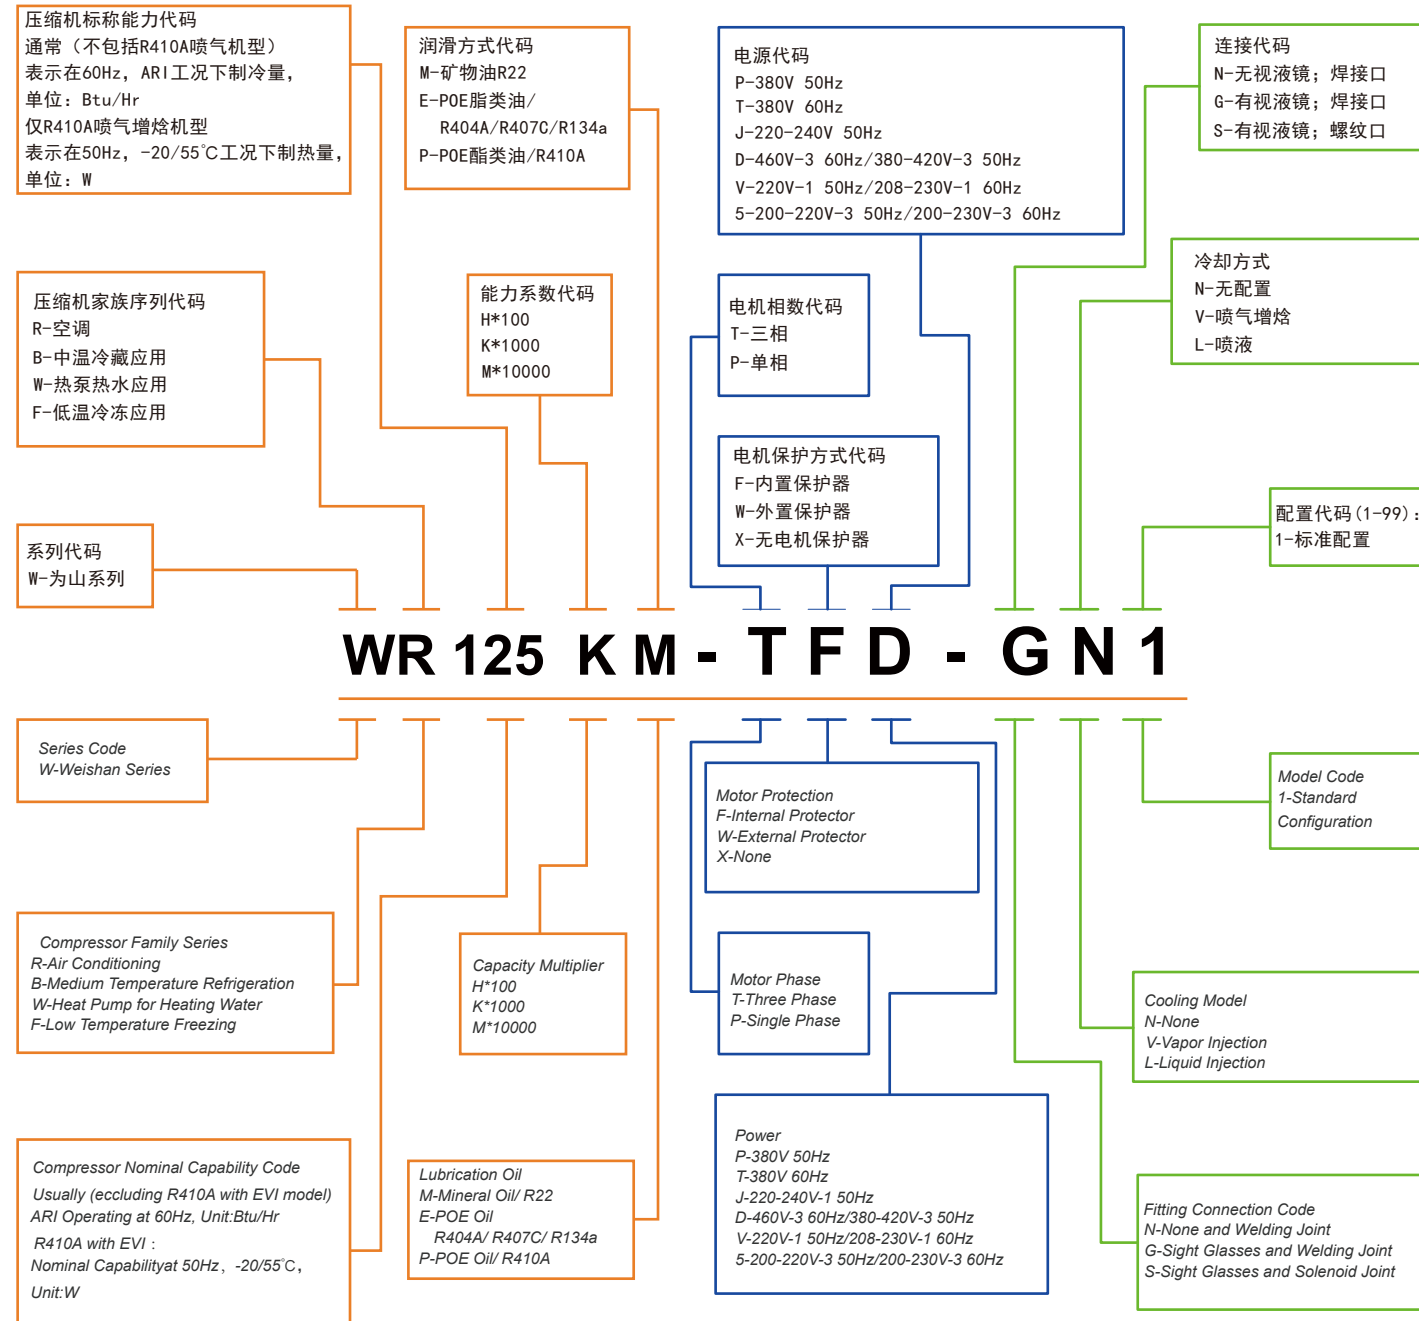 压缩机标称能力代码
通常（不包括R410A喷气机型）
表示在60Hz，ARI工况下制冷量，
单位：Btu/Hr
仅R410A喷气增焓机型
表示在50Hz，-20/55℃工况下制热量，
单位：W
润滑方式代码
M-矿物油R22
E-POE脂类油/
R404A/R407C/R134a
P-POE酯类油/R410A
电源代码
P-380V 50Hz
T-380V 60Hz
J-220-240V 50Hz
D-460V-3 60Hz/380-420V-3 50Hz
V-220V-1 50Hz/208-230V-1 60Hz
5-200-220V-3 50Hz/200-230V-3 60Hz
连接代码
N-无视液镜；焊接口
G-有视液镜；焊接口
S-有视液镜；螺纹口
压缩机家族序列代码
R-空调
B-中温冷藏应用
W-热泵热水应用
F-低温冷冻应用
能力系数代码
H*100
K*1000
M*10000
电机相数代码
T-三相
P-单相
冷却方式
N-无配置
V-喷气增焓
L-喷液
电机保护方式代码
F-内置保护器
W-外置保护器
X-无电机保护器
系列代码
W-为山系列
配置代码(1-99)：
1-标准配置
WR 125 K M - T F D - G N 1
Series Code
W-Weishan Series
Motor Protection
F-Internal Protector
W-External Protector
X-None
Model Code
1-Standard
Configuration
Compressor Family Series
R-Air Conditioning
B-Medium Temperature Refrigeration
W-Heat Pump for Heating Water
F-Low Temperature Freezing
Capacity Multiplier
H*100
K*1000
M*10000
Motor Phase
T-Three Phase
P-Single Phase
Cooling Model
N-None
V-Vapor Injection
L-Liquid Injection
Compressor Nominal Capability Code
Usually (eccluding R410A with EVI model)
ARI Operating at 60Hz, Unit:Btu/Hr
R410A with EVI：
Nominal Capabilityat 50Hz，-20/55℃，
Unit:W
Lubrication Oil
M-Mineral Oil/ R22
E-POE Oil
R404A/ R407C/ R134a
P-POE Oil/ R410A
Power
P-380V 50Hz
T-380V 60Hz
J-220-240V-1 50Hz
D-460V-3 60Hz/380-420V-3 50Hz
V-220V-1 50Hz/208-230V-1 60Hz
5-200-220V-3 50Hz/200-230V-3 60Hz
Fitting Connection Code
N-None and Welding Joint
G-Sight Glasses and Welding Joint
S-Sight Glasses and Solenoid Joint